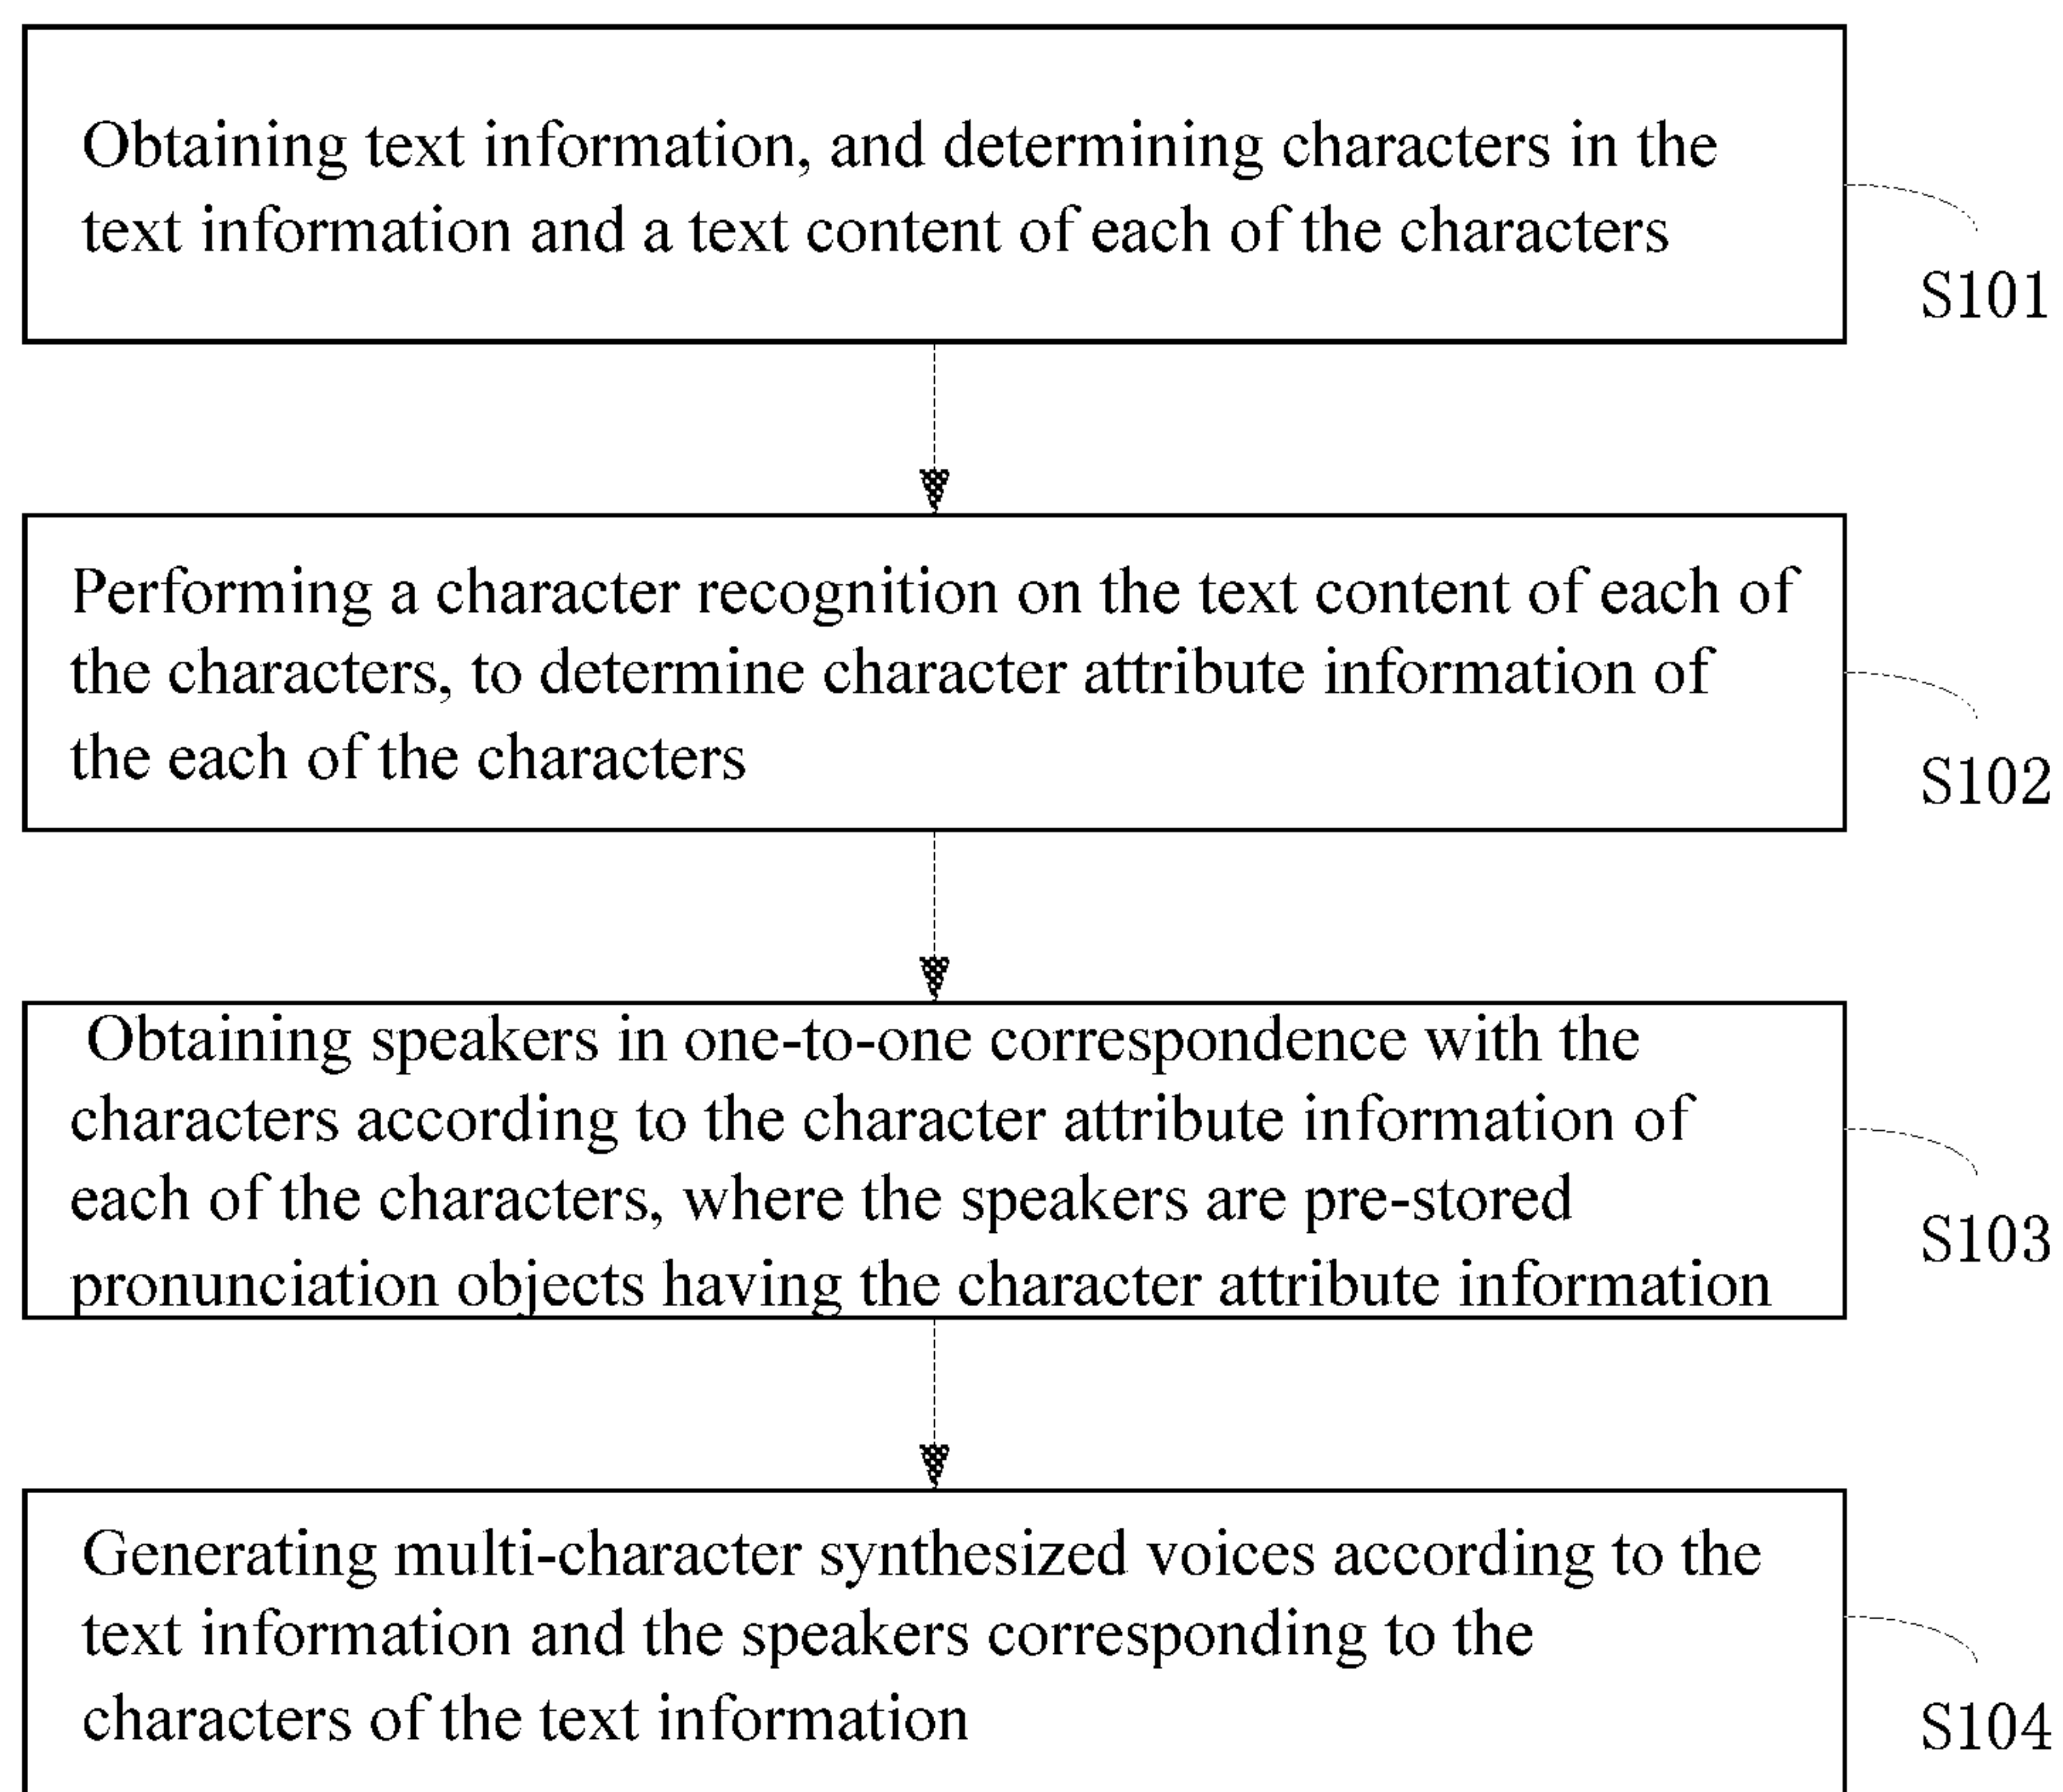 Obtaining text information, and determining characters in the
text information and a text content of each of the characters
S101
Performing a character recognition on the text content of each of
the characters, to determine character attribute information of
the each of the characters
S102
Obtaining speakers in one-to-one correspondence with the
characters according to the character attribute information of
each of the characters, where the speakers are pre-stored
pronunciation objects having the character attribute information
S103
Generating multi-character synthesized voices according to the
text information and the speakers corresponding to the
characters of the text information
S104